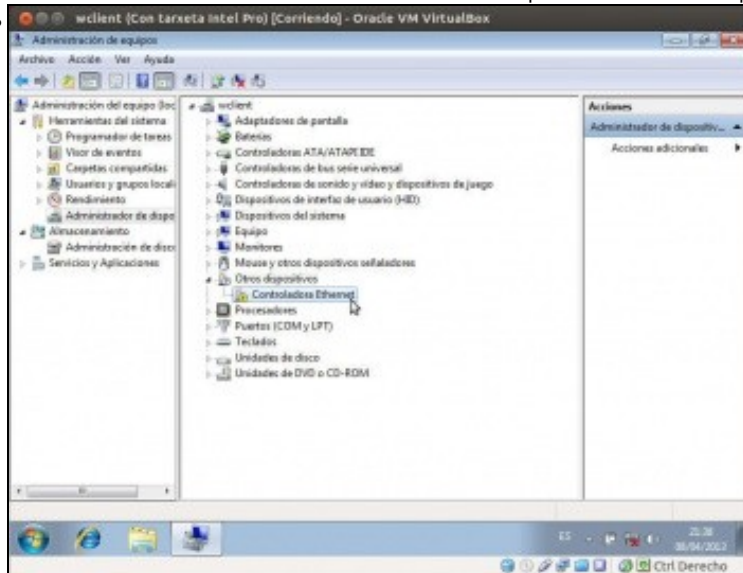 wclient (Con tarxeta Intel Pro) [Corriendo] - Oracle VM VirtualBox
Administración de equipos
Archivo Acción Ver Ayuda
Administración del equipo (loc
Herramientas del sistema
Programador de tareas
Visor de eventos
Carpetas compartidas
Usuarios y grupos locale
Rendimiento
Administrador de dispo
Almacenamiento
Administración de disco
Servicios y Aplicaciones
wclient
Adaptadores de pantalla
Baterías
Controladoras ATA/ATAPI IDE
Controladoras de bus serie universal
Controladoras de sonido y vídeo y dispositivos de juego
Dispositivos de interfaz de usuario (HID)
Dispositivos del sistema
Equipo
Monitores
Mouse y otros dispositivos señaladores
Otros dispositivos
Controladora Ethernet
Procesadores
Puertos (COM y LPT)
Teclados
Unidades de disco
Unidades de DVD o CD-ROM
Acciones
Administrador de dispositiv...
Acciones adicionales
ES
21:38
08/04/2012
Ctrl Derecho